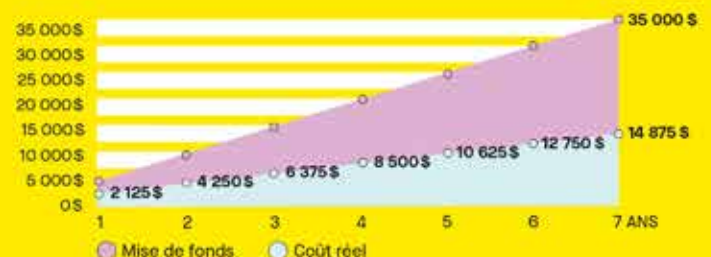 35 000 $
35 000 $
30 000 $
25 000 $
20 000 $
15 000 $
10 000 $
5 000 $
0 $
2 125 $
4 250 $
6 375 $
8 500 $
10 625 $
12 750 $
14 875 $
1 2 3 4 5 6 7 ANS
Mise de fonds Coût réel